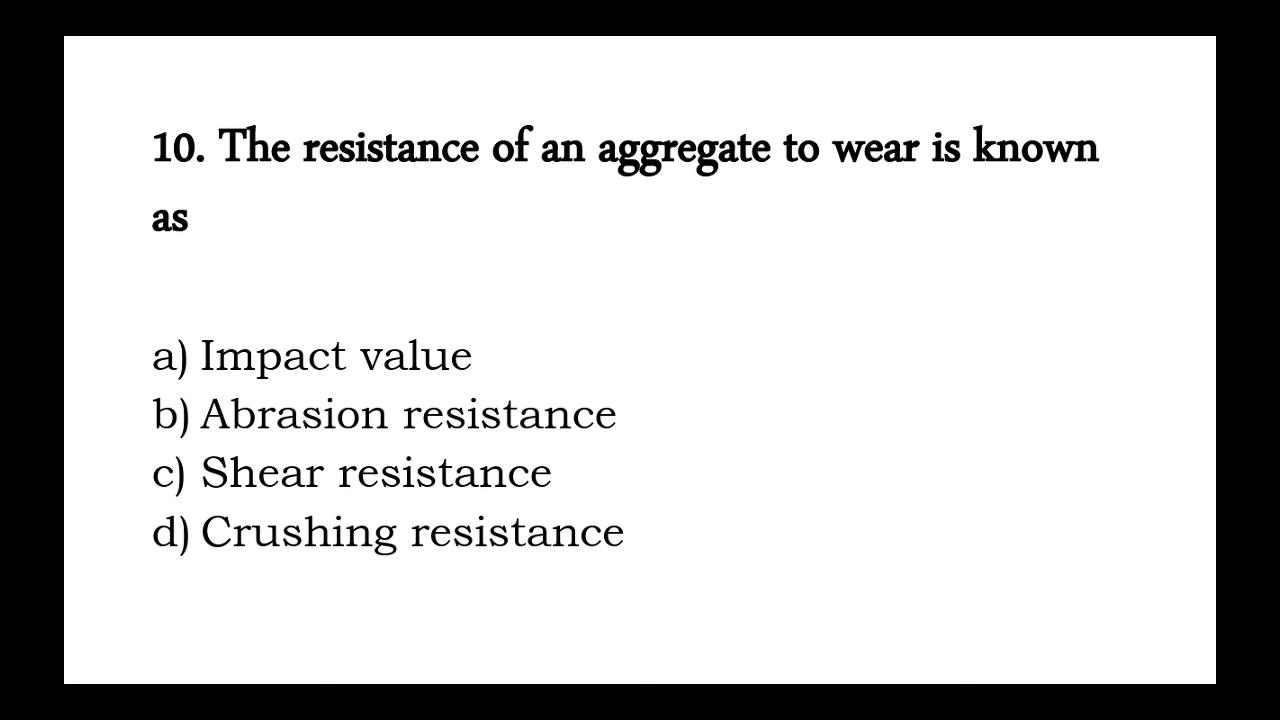 10. The resistance of an aggregate to wear is known
as
a) Impact value
b) Abrasion resistance
c) Shear resistance
d) Crushing resistance